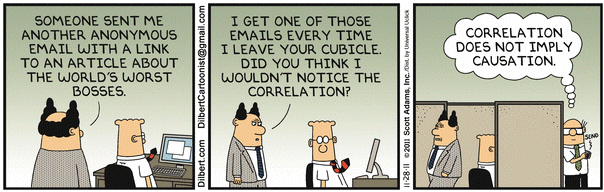 SOMEONE SENT ME
ANOTHER ANONYMOUS
EMAIL WITH A LINK
TO AN ARTICLE ABOUT
THE WORLD'S WORST
BOSSES.
Dilbert.com DilbertCartoonist@gmail.com
I GET ONE OF THOSE
EMAILS EVERY TIME
I LEAVE YOUR CUBICLE.
DID YOU THINK I
WOULDN'T NOTICE THE
CORRELATION?
11-28-11 ©2011 Scott Adams, Inc. /Dist. by Universal Uclick
CORRELATION
DOES NOT IMPLY
CAUSATION.
SEND